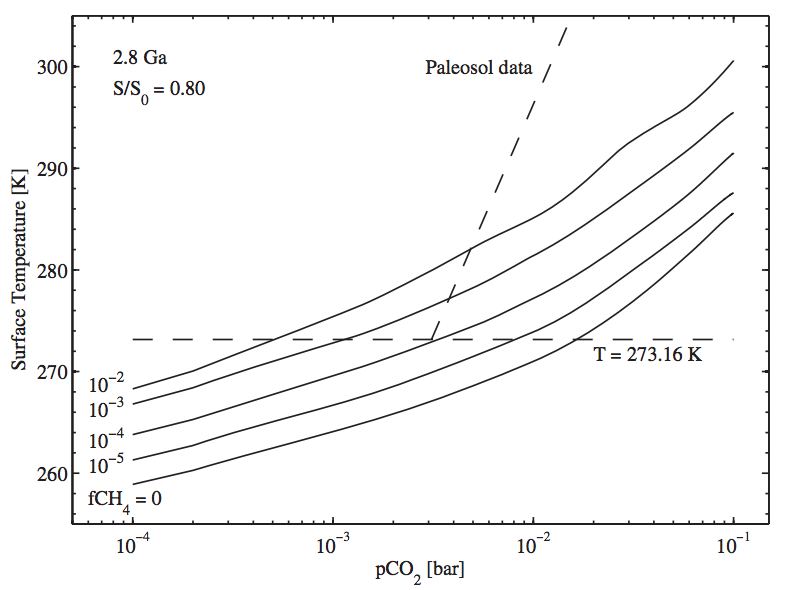 2.8 Ga
S/S₀ = 0.80
Paleosol data
300
290
280
270
260
Surface Temperature [K]
T = 273.16 K
10⁻²
10⁻³
10⁻⁴
10⁻⁵
fCH₄ = 0
10⁻⁴ 10⁻³ 10⁻² 10⁻¹
pCO₂ [bar]